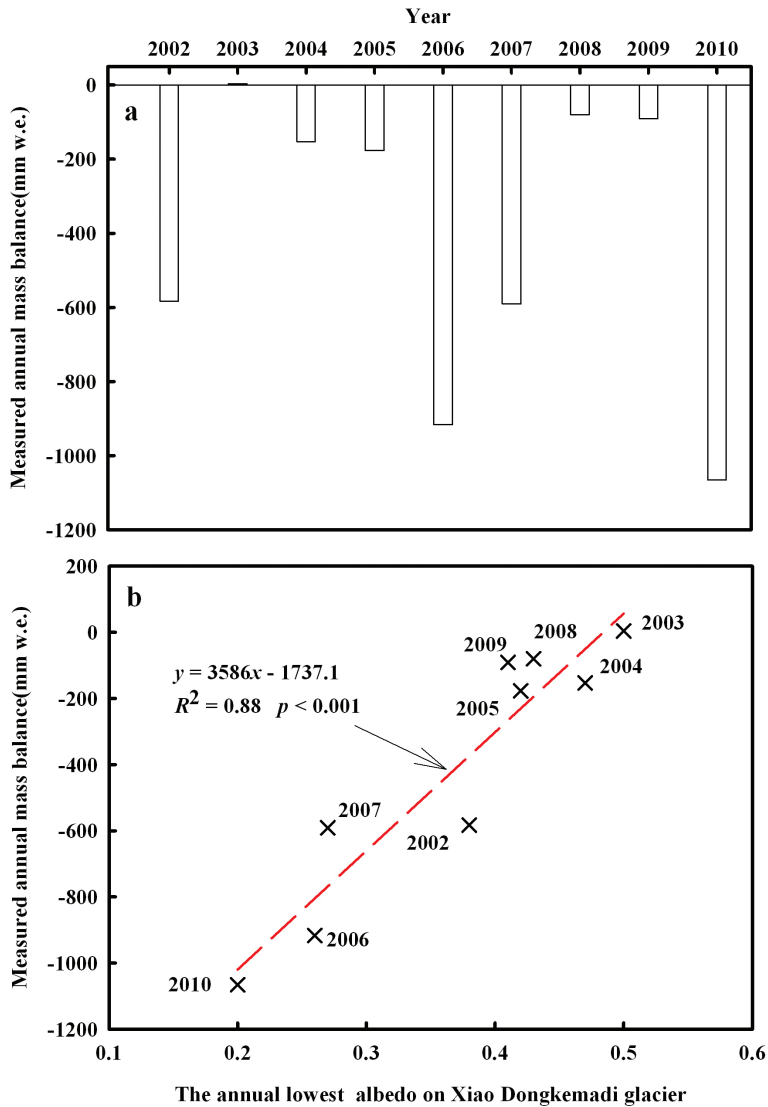 Year
2002 2003 2004 2005 2006 2007 2008 2009 2010
Measured annual mass balance(mm w.e.)
a
0
-200
-400
-600
-800
-1000
-1200
Measured annual mass balance(mm w.e.)
b
200
0
-200
-400
-600
-800
-1000
-1200
y = 3586x - 1737.1
R² = 0.88 p < 0.001
2009
2008
2003
2004
2005
2007
2002
2006
2010
0.1 0.2 0.3 0.4 0.5 0.6
The annual lowest albedo on Xiao Dongkemadi glacier